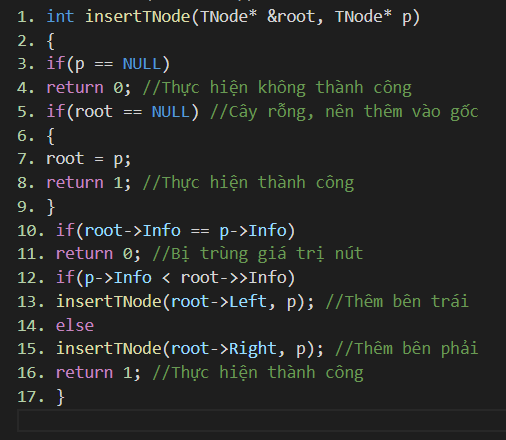 1. int insertTNode(TNode* &root, TNode* p)
2. {
3. if(p == NULL)
4. return 0; //Thực hiện không thành công
5. if(root == NULL) //Cây rỗng, nên thêm vào gốc
6. {
7. root = p;
8. return 1; //Thực hiện thành công
9. }
10. if(root->Info == p->Info)
11. return 0; //Bị trùng giá trị nút
12. if(p->Info < root->>Info)
13. insertTNode(root->Left, p); //Thêm bên trái
14. else
15. insertTNode(root->Right, p); //Thêm bên phải
16. return 1; //Thực hiện thành công
17. }